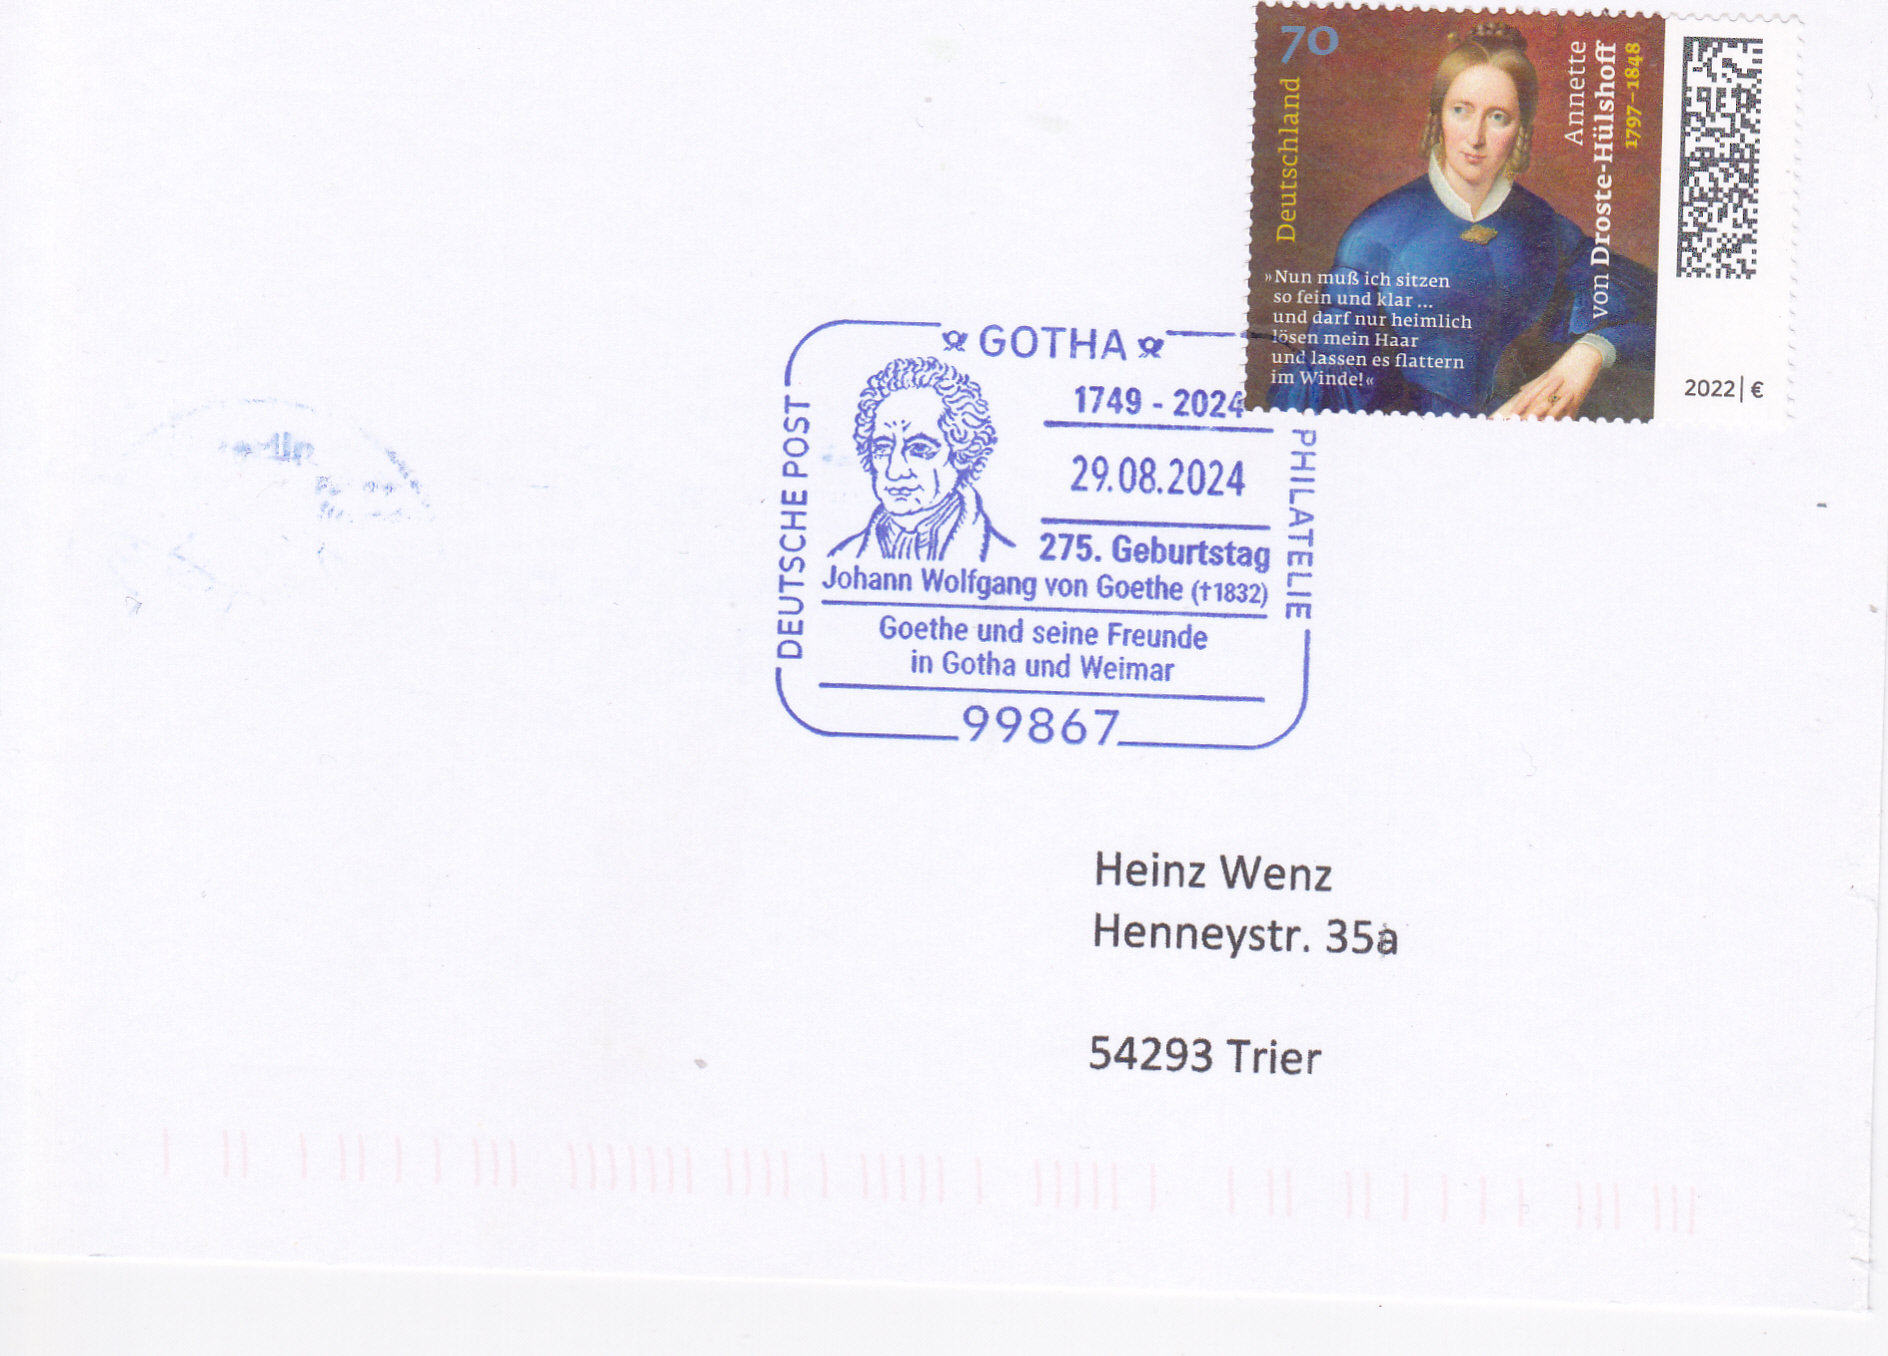 70
Deutschland
Annette
von Droste-Hülshoff
1797–1848
»Nun muß ich sitzen
so fein und klar ...
und darf nur heimlich
lösen mein Haar
und lassen es flattern
im Winde!«
2022 | €
GOTHA
1749 - 2024
DEUTSCHE POST
PHILATELIE
29.08.2024
275. Geburtstag
Johann Wolfgang von Goethe (†1832)
Goethe und seine Freunde
in Gotha und Weimar
99867
Heinz Wenz
Henneystr. 35a
54293 Trier